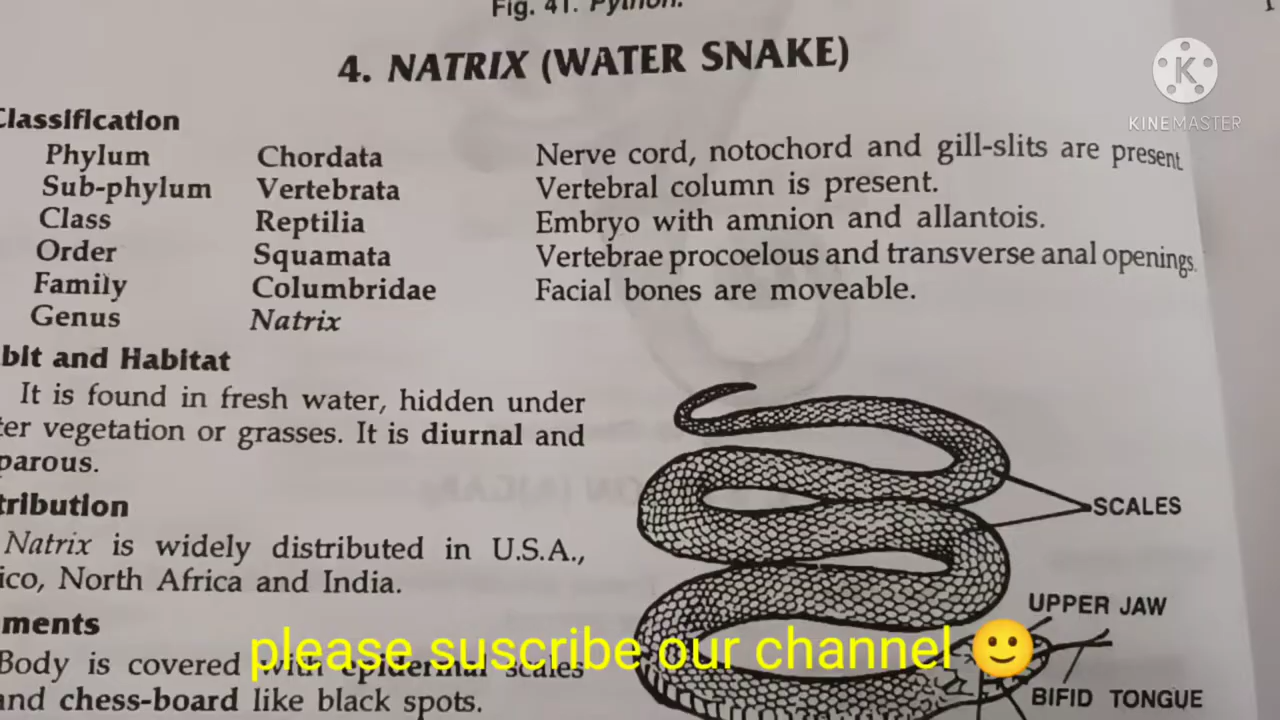 Fig. 41. Python.
4. NATRIX (WATER SNAKE)
KINEMASTER
Classification
Phylum Chordata Nerve cord, notochord and gill-slits are present
Sub-phylum Vertebrata Vertebral column is present.
Class Reptilia Embryo with amnion and allantois.
Order Squamata Vertebrae procoelous and transverse anal openings.
Family Columbridae Facial bones are moveable.
Genus Natrix
bit and Habitat
It is found in fresh water, hidden under
ter vegetation or grasses. It is diurnal and
parous.
tribution
Natrix is widely distributed in U.S.A.,
ico, North Africa and India.
ments
Body is covered with epidermal scales
and chess-board like black spots.
SCALES
UPPER JAW
BIFID TONGUE
please suscribe our channel 🙂